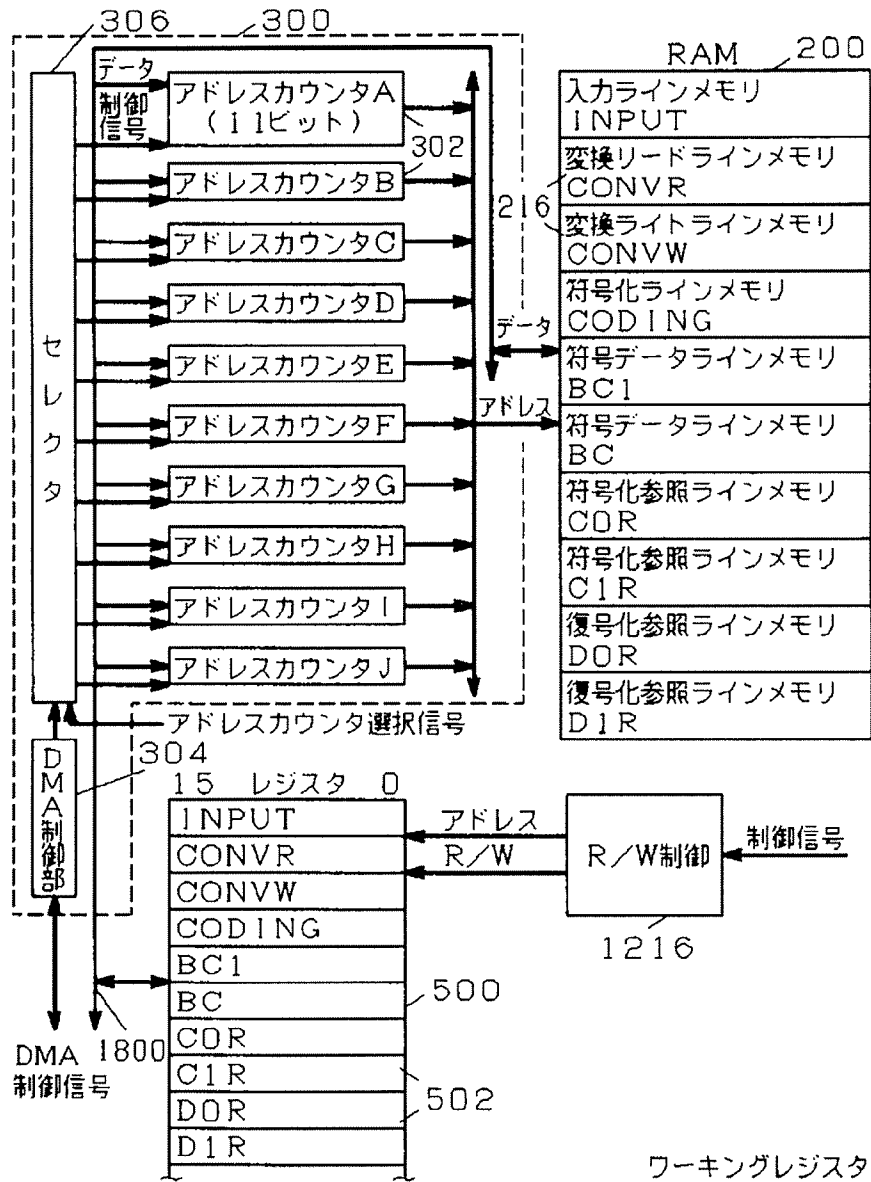 306
300
RAM 200
データ
制御
信号
アドレスカウンタA
(11ビット)
302
アドレスカウンタB
アドレスカウンタC
アドレスカウンタD
アドレスカウンタE
アドレスカウンタF
アドレスカウンタG
アドレスカウンタH
アドレスカウンタI
アドレスカウンタJ
セレクタ
入力ラインメモリ
INPUT
変換リードラインメモリ
CONVR
216
変換ライトラインメモリ
CONVW
符号化ラインメモリ
CODING
データ
符号データラインメモリ
BC1
アドレス
符号データラインメモリ
BC
符号化参照ラインメモリ
C0R
符号化参照ラインメモリ
C1R
復号化参照ラインメモリ
D0R
復号化参照ラインメモリ
D1R
アドレスカウンタ選択信号
304
DMA制御部
15 レジスタ 0
INPUT
CONVR
CONVW
CODING
BC1
BC
C0R
C1R
D0R
D1R
アドレス
R/W
R/W制御
制御信号
1216
500
502
1800
DMA
制御信号
ワーキングレジスタ